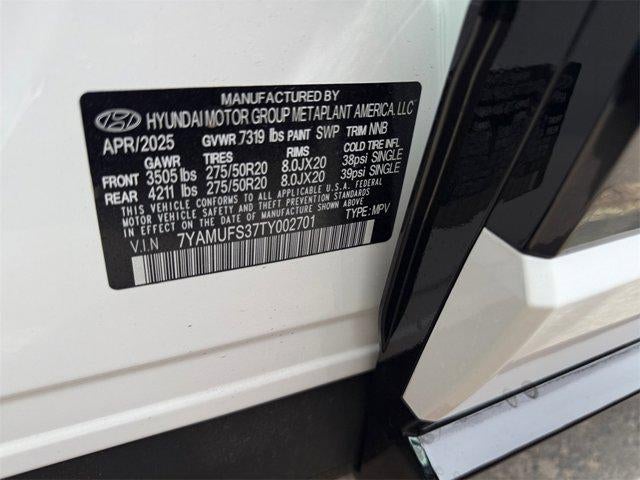 MANUFACTURED BY
HYUNDAI MOTOR GROUP METAPLANT AMERICA, LLC
APR/2025 GVWR 7319 lbs PAINT SWP TRIM NNB
GAWR TIRES RIMS COLD TIRE INFL
FRONT 3505 lbs 275/50R20 8.0JX20 38psi SINGLE
REAR 4211 lbs 275/50R20 8.0JX20 39psi SINGLE
THIS VEHICLE CONFORMS TO ALL APPLICABLE U.S.A. FEDERAL
MOTOR VEHICLE SAFETY AND THEFT PREVENTION STANDARDS
IN EFFECT ON THE DATE OF MANUFACTURE SHOWN ABOVE.
V.I.N 7YAMUFS37TY002701 TYPE: MPV